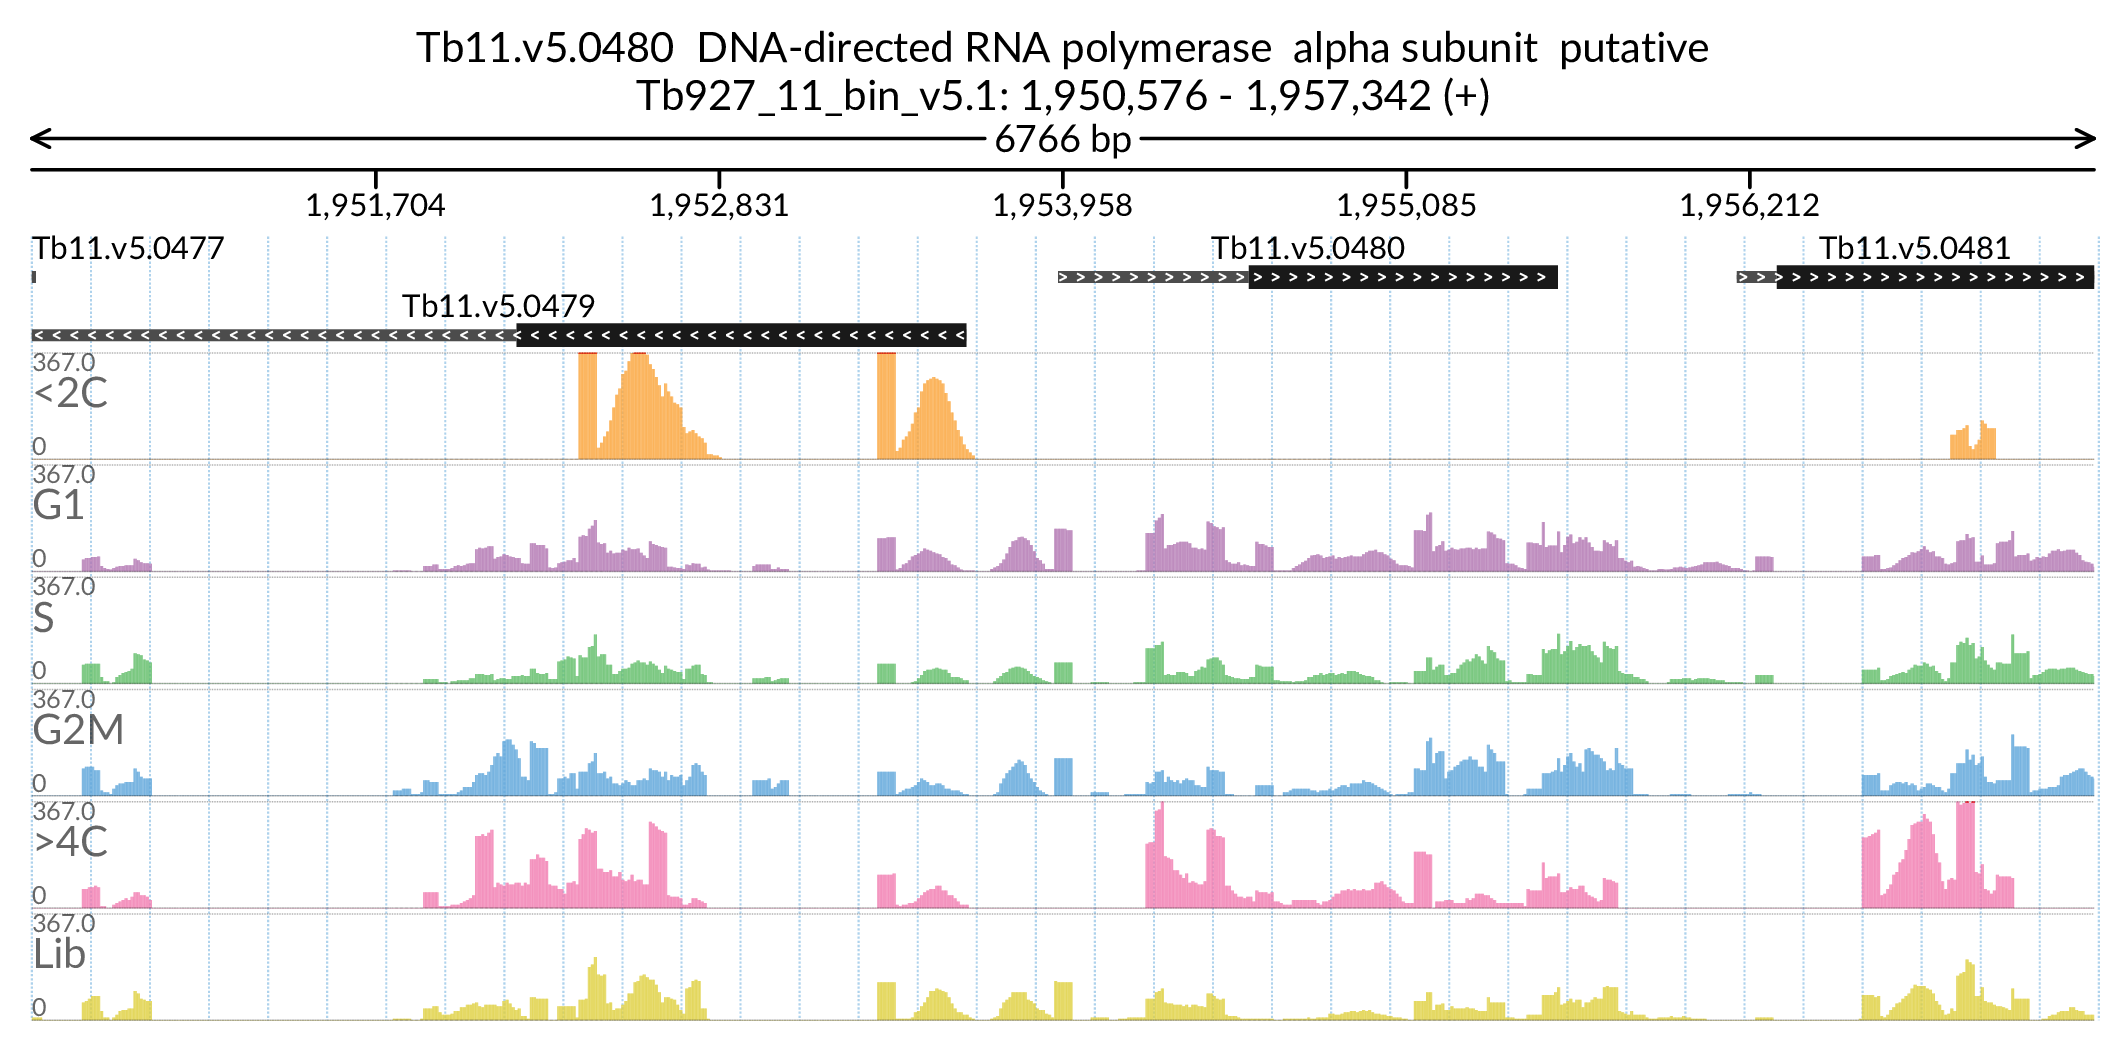 Tb11.v5.0480 DNA-directed RNA polymerase alpha subunit putative
Tb927_11_bin_v5.1: 1,950,576 - 1,957,342 (+)
6766 bp
1,951,704 1,952,831 1,953,958 1,955,085 1,956,212
Tb11.v5.0477 Tb11.v5.0480 Tb11.v5.0481
Tb11.v5.0479
367.0
<2C
0
367.0
G1
0
367.0
S
0
367.0
G2M
0
367.0
>4C
0
367.0
Lib
0